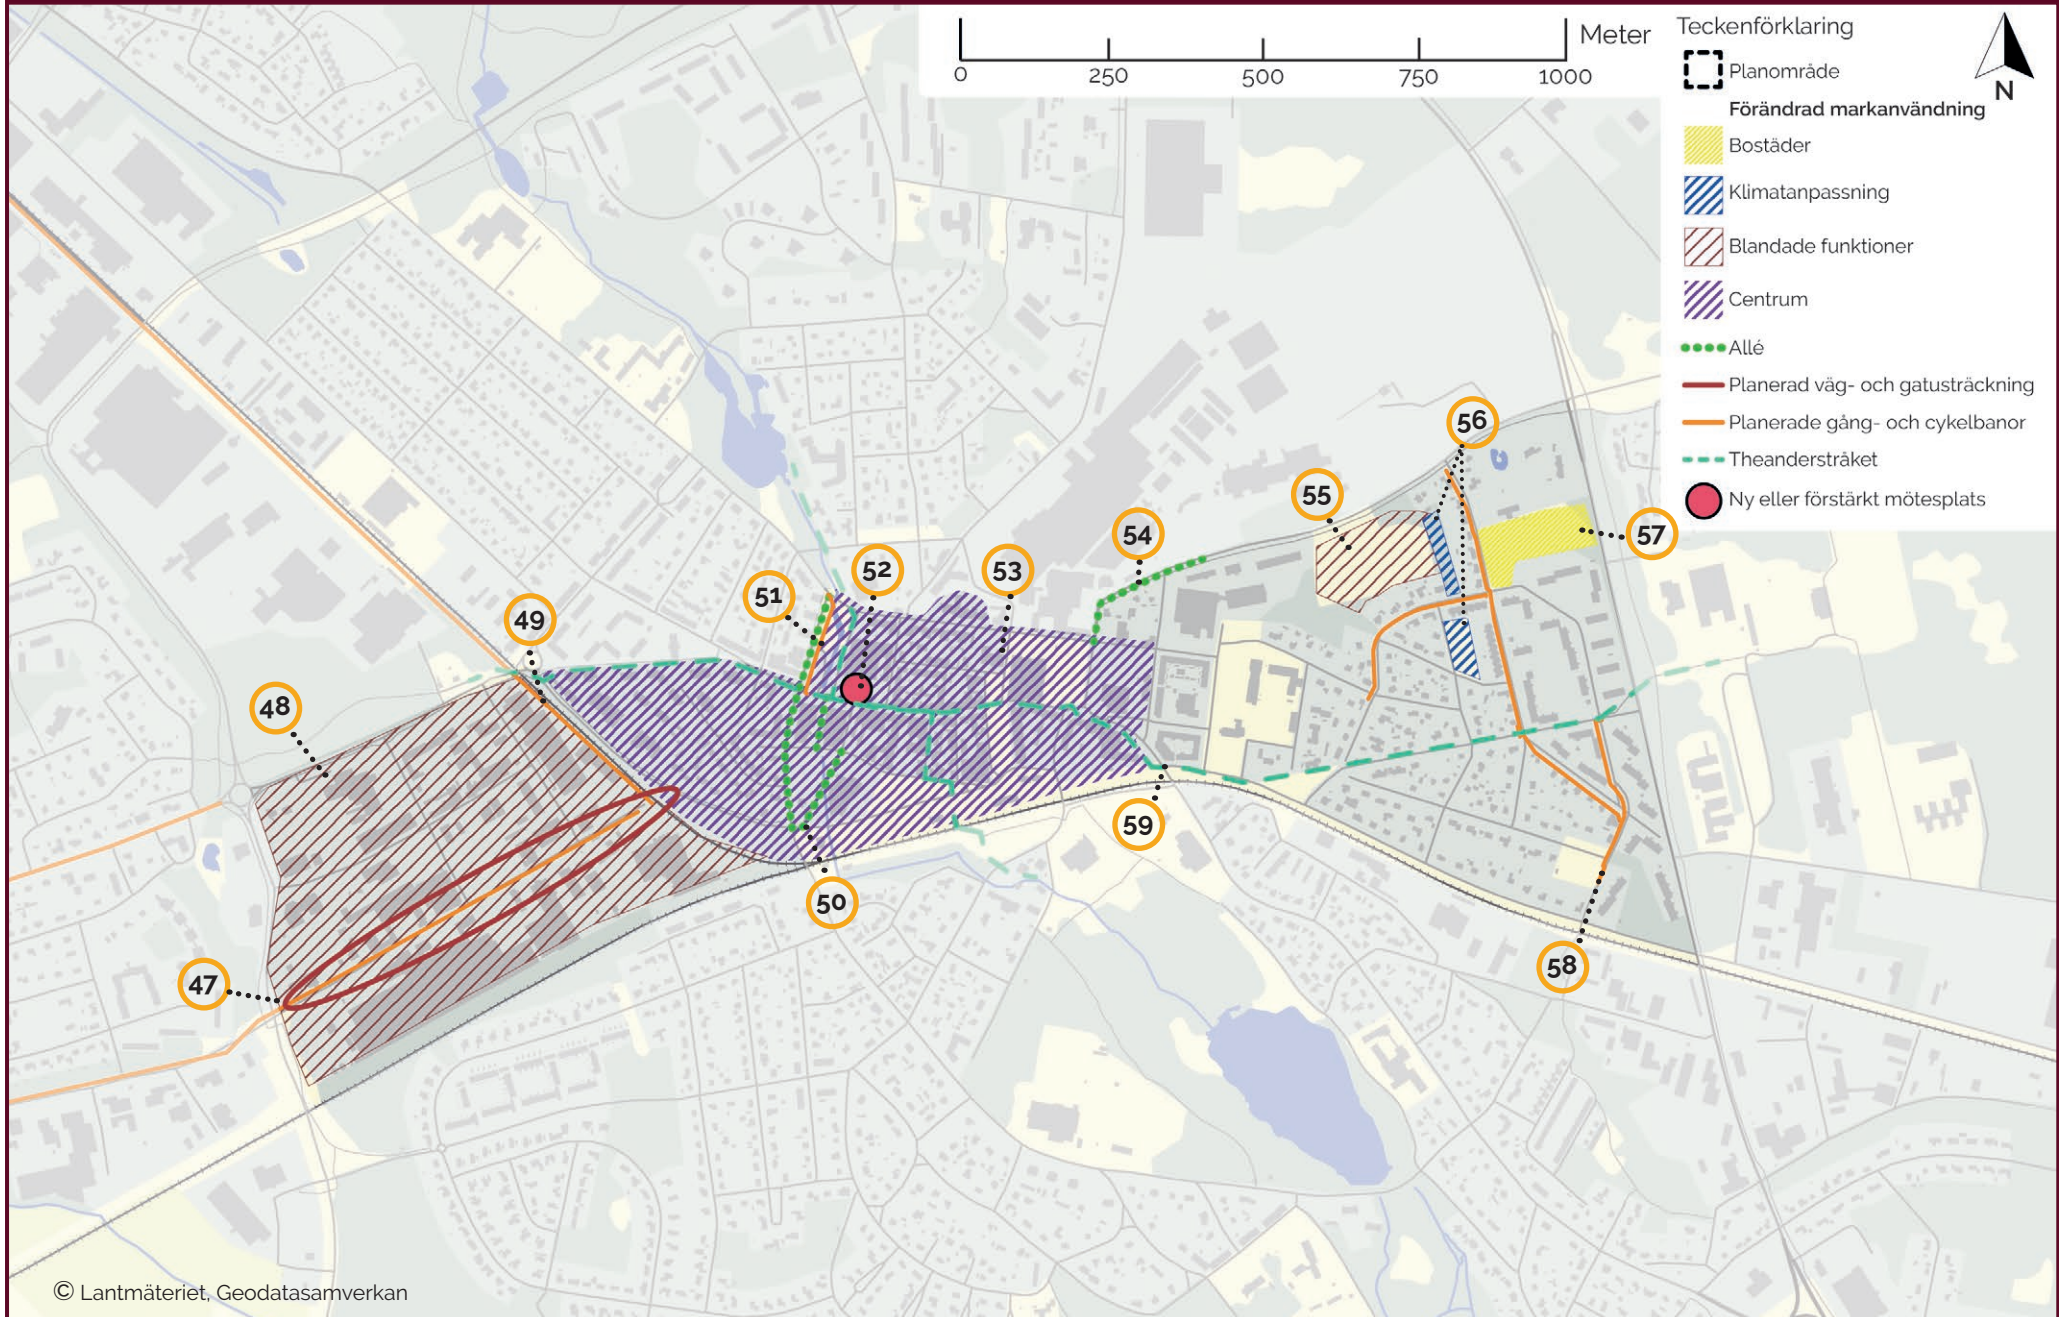 Meter
0
250
500
750
1000
Teckenförklaring
Planområde
Förändrad markanvändning
Bostäder
Klimatanpassning
Blandade funktioner
Centrum
Allé
Planerad väg- och gatusträckning
Planerade gång- och cykelbanor
Theanderstråket
Ny eller förstärkt mötesplats
N
56
55
57
54
52
53
51
49
48
59
50
47
58
© Lantmäteriet, Geodatasamverkan